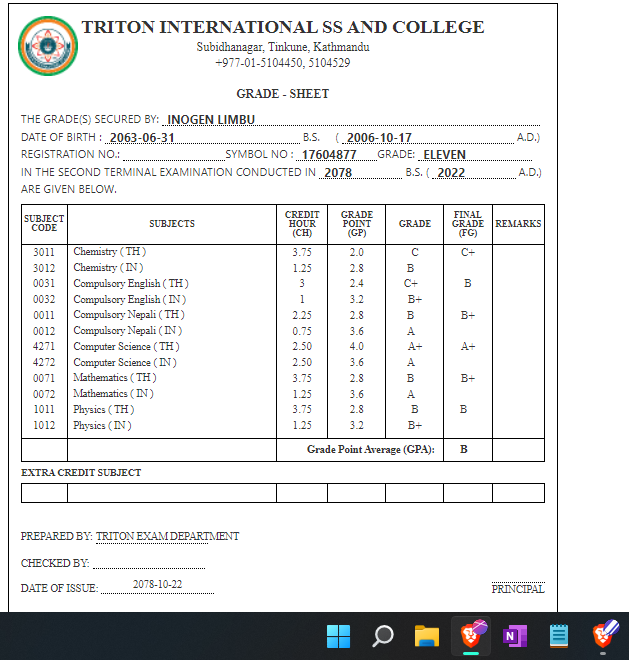 TRITON INTERNATIONAL SS AND COLLEGE
Subidhanagar, Tinkune, Kathmandu
+977-01-5104450, 5104529
GRADE - SHEET
THE GRADE(S) SECURED BY: INOGEN LIMBU
DATE OF BIRTH : 2063-06-31 B.S. ( 2006-10-17 A.D.)
REGISTRATION NO.: SYMBOL NO : 17604877 GRADE: ELEVEN
IN THE SECOND TERMINAL EXAMINATION CONDUCTED IN 2078 B.S. ( 2022 A.D.)
ARE GIVEN BELOW.
SUBJECT CODE SUBJECTS CREDIT HOUR (CH) GRADE POINT (GP) GRADE FINAL GRADE (FG) REMARKS
3011 Chemistry ( TH ) 3.75 2.0 C C+
3012 Chemistry ( IN ) 1.25 2.8 B
0031 Compulsory English ( TH ) 3 2.4 C+ B
0032 Compulsory English ( IN ) 1 3.2 B+
0011 Compulsory Nepali ( TH ) 2.25 2.8 B B+
0012 Compulsory Nepali ( IN ) 0.75 3.6 A
4271 Computer Science ( TH ) 2.50 4.0 A+ A+
4272 Computer Science ( IN ) 2.50 3.6 A
0071 Mathematics ( TH ) 3.75 2.8 B B+
0072 Mathematics ( IN ) 1.25 3.6 A
1011 Physics ( TH ) 3.75 2.8 B B
1012 Physics ( IN ) 1.25 3.2 B+
Grade Point Average (GPA): B
EXTRA CREDIT SUBJECT
PREPARED BY: TRITON EXAM DEPARTMENT
CHECKED BY:
DATE OF ISSUE: 2078-10-22
PRINCIPAL
N